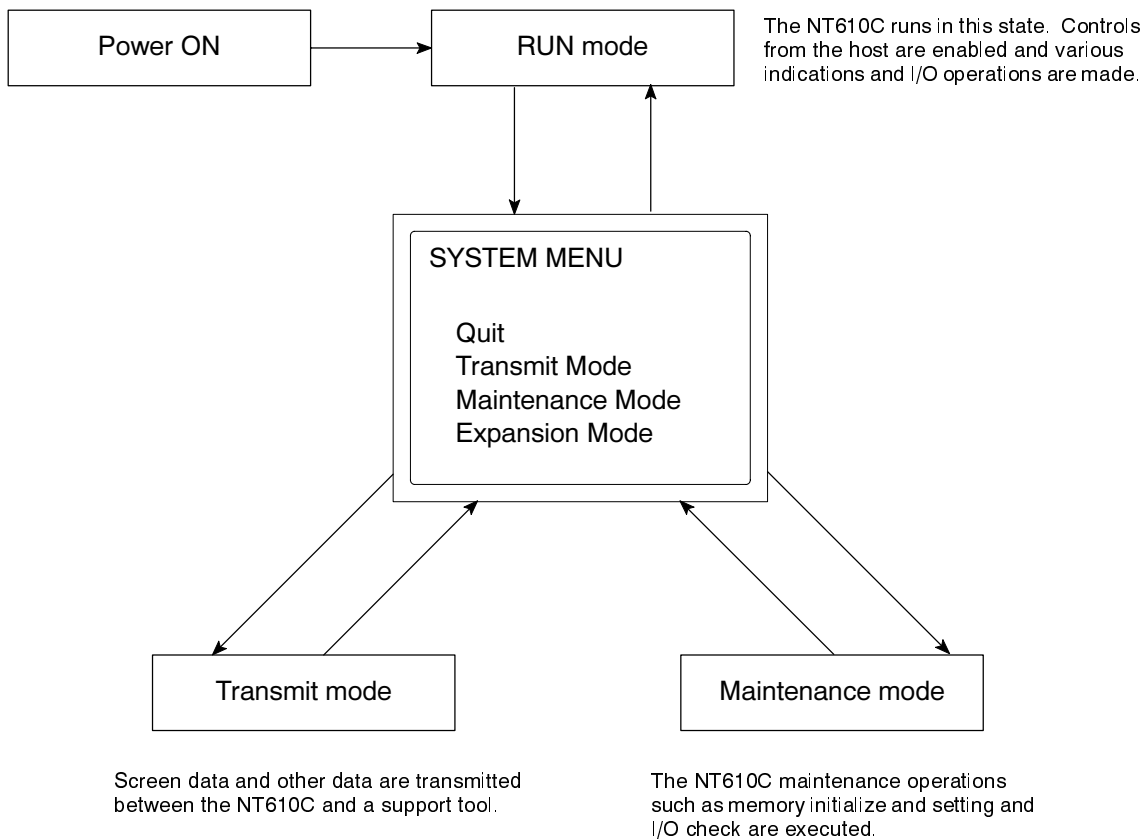 Power ON
RUN mode
The NT610C runs in this state. Controls
from the host are enabled and various
indications and I/O operations are made.
SYSTEM MENU
Quit
Transmit Mode
Maintenance Mode
Expansion Mode
Transmit mode
Maintenance mode
Screen data and other data are transmitted
between the NT610C and a support tool.
The NT610C maintenance operations
such as memory initialize and setting and
I/O check are executed.